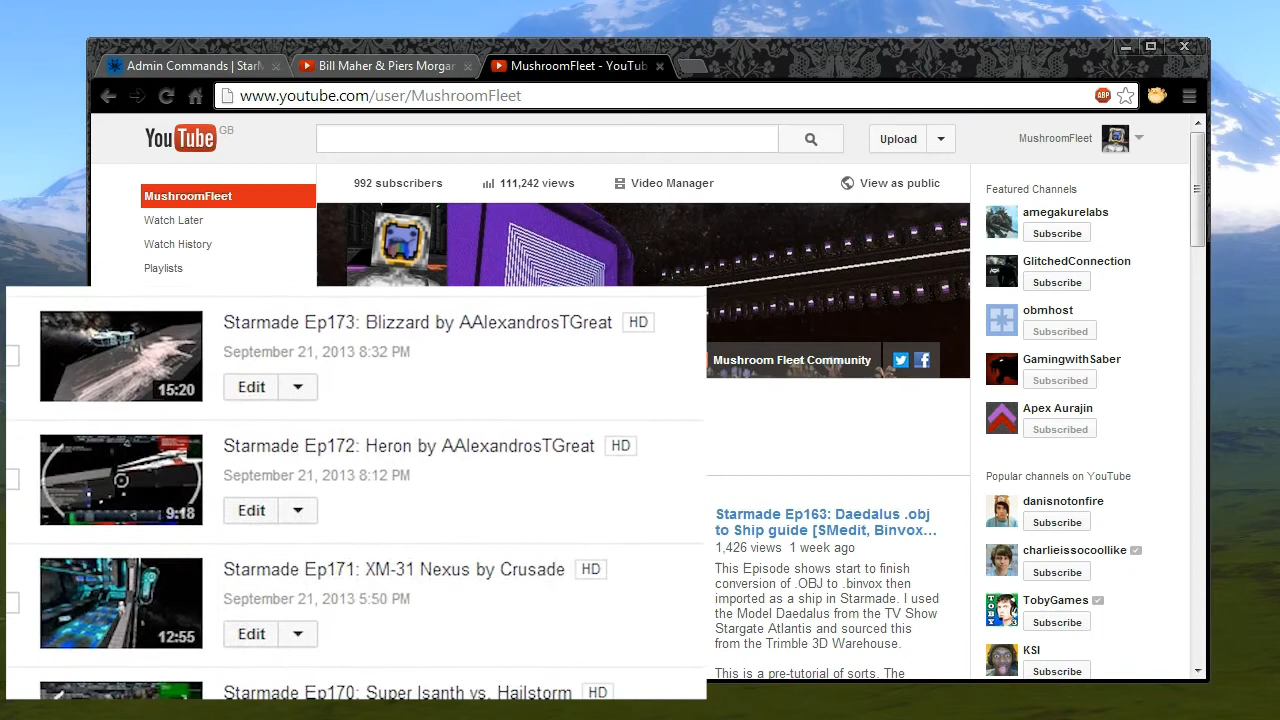 Admin Commands | StarM
Bill Maher & Piers Morgan
MushroomFleet - YouTub
www.youtube.com/user/MushroomFleet
ABP
YouTube GB
Upload
MushroomFleet
MushroomFleet
Watch Later
Watch History
Playlists
992 subscribers
111,242 views
Video Manager
View as public
Mushroom Fleet Community
Starmade Ep173: Blizzard by AAlexandrosTGreat HD
September 21, 2013 8:32 PM
15:20
Edit
Starmade Ep172: Heron by AAlexandrosTGreat HD
September 21, 2013 8:12 PM
9:18
Edit
Starmade Ep171: XM-31 Nexus by Crusade HD
September 21, 2013 5:50 PM
12:55
Edit
Starmade Ep170: Super Isanth vs. Hailstorm HD
Starmade Ep163: Daedalus .obj
to Ship guide [SMedit, Binvox...
1,426 views 1 week ago
This Episode shows start to finish
conversion of .OBJ to .binvox then
imported as a ship in Starmade. I used
the Model Daedalus from the TV Show
Stargate Atlantis and sourced this
from the Trimble 3D Warehouse.
This is a pre-tutorial of sorts. The
Featured Channels
amegakurelabs
Subscribe
GlitchedConnection
Subscribe
obmhost
Subscribed
GamingwithSaber
Subscribed
Apex Aurajin
Subscribed
Popular channels on YouTube
danisnotonfire
Subscribe
charlieissocoollike
Subscribe
TobyGames
Subscribe
KSI
Subscribe